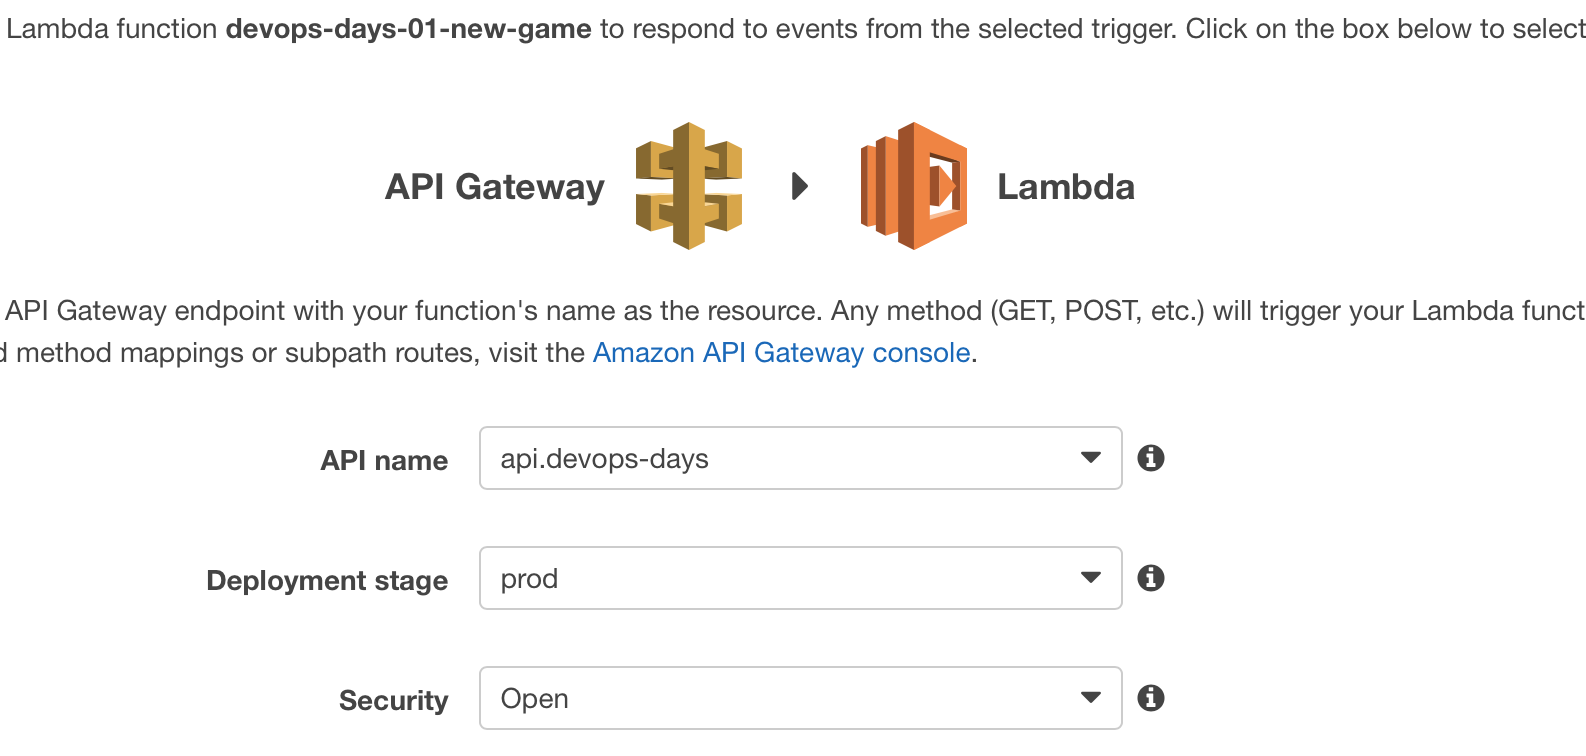 Lambda function devops-days-01-new-game to respond to events from the selected trigger. Click on the box below to select
API Gateway Lambda
API Gateway endpoint with your function's name as the resource. Any method (GET, POST, etc.) will trigger your Lambda funct
d method mappings or subpath routes, visit the Amazon API Gateway console.
API name api.devops-days
Deployment stage prod
Security Open